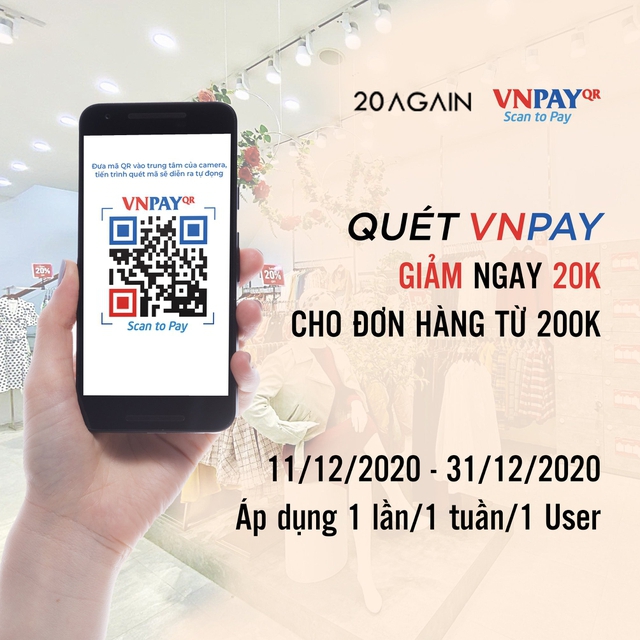 20AGAIN VNPAYQR
Scan to Pay
Đưa mã QR vào trung tâm của camera,
tiến trình quét mã sẽ diễn ra tự động
VNPAYQR
Scan to Pay
QUÉT VNPAY
GIẢM NGAY 20K
CHO ĐƠN HÀNG TỪ 200K
11/12/2020 - 31/12/2020
Áp dụng 1 lần/1 tuần/1 User
20%
20%